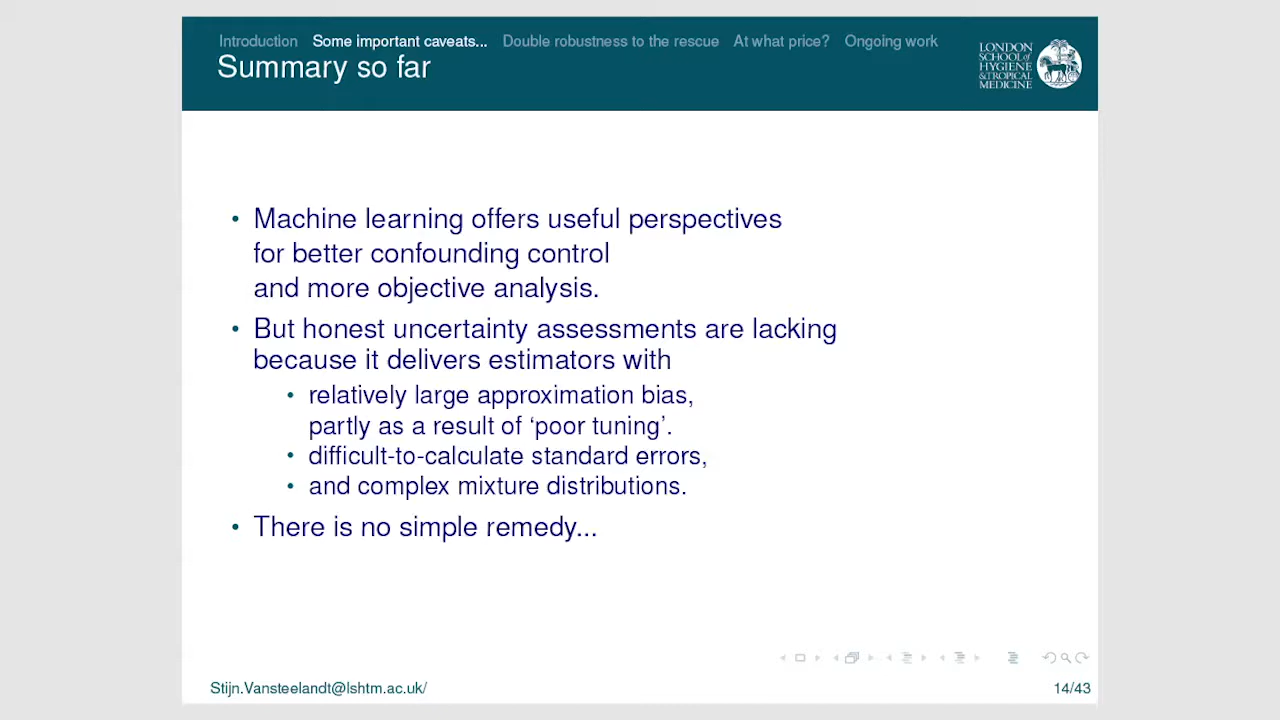 Introduction Some important caveats... Double robustness to the rescue At what price? Ongoing work
Summary so far
LONDON
SCHOOL of
HYGIENE
& TROPICAL
MEDICINE
• Machine learning offers useful perspectives
for better confounding control
and more objective analysis.
• But honest uncertainty assessments are lacking
because it delivers estimators with
• relatively large approximation bias,
partly as a result of ‘poor tuning’.
• difficult-to-calculate standard errors,
• and complex mixture distributions.
• There is no simple remedy...
Stijn.Vansteelandt@lshtm.ac.uk/ 14/43